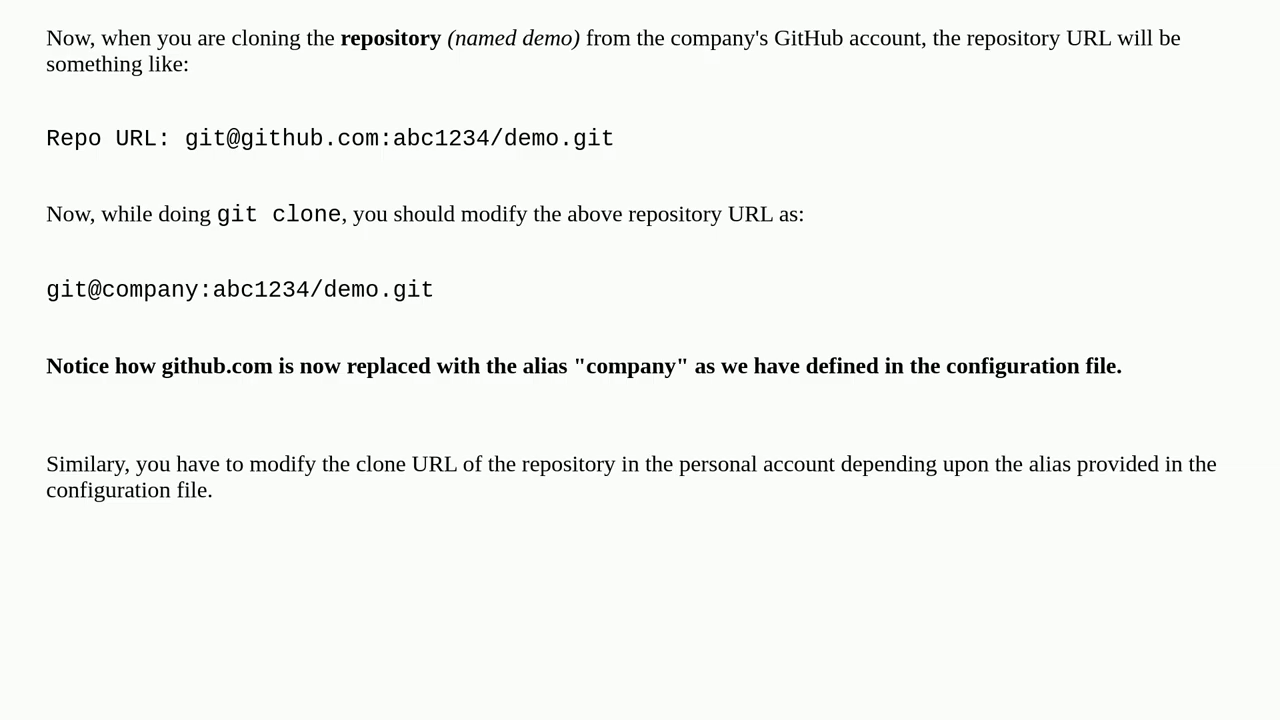 Now, when you are cloning the repository (named demo) from the company's GitHub account, the repository URL will be
something like:
Repo URL: git@github.com:abc1234/demo.git
Now, while doing git clone, you should modify the above repository URL as:
git@company:abc1234/demo.git
Notice how github.com is now replaced with the alias "company" as we have defined in the configuration file.
Similary, you have to modify the clone URL of the repository in the personal account depending upon the alias provided in the
configuration file.